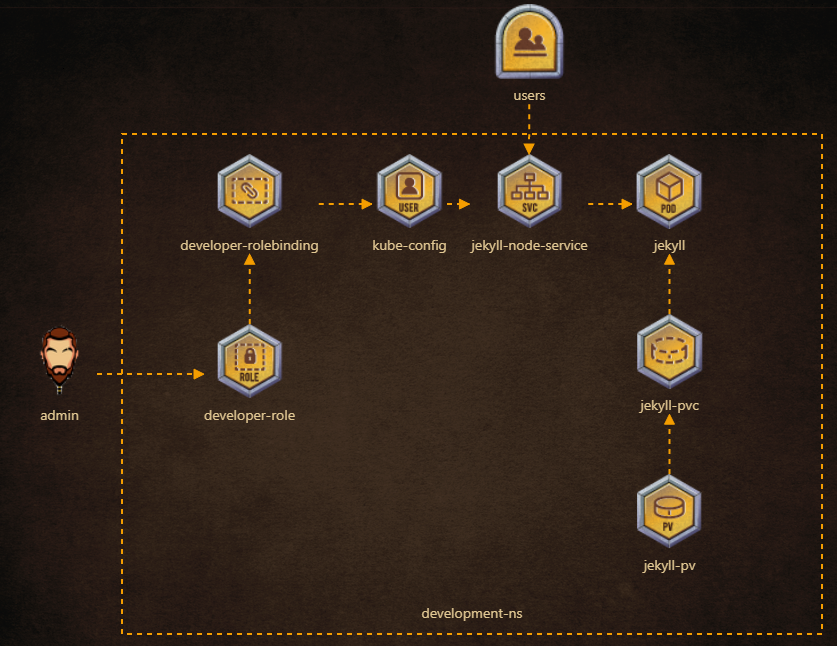 users
USER
SVC
POD
developer-rolebinding
kube-config
jekyll-node-service
jekyll
ROLE
admin
developer-role
jekyll-pvc
PV
jekyll-pv
development-ns